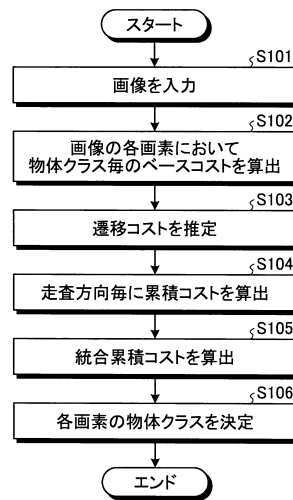 スタート
S101
画像を入力
S102
画像の各画素において
物体クラス毎のベースコストを算出
S103
遷移コストを推定
S104
走査方向毎に累積コストを算出
S105
統合累積コストを算出
S106
各画素の物体クラスを決定
エンド